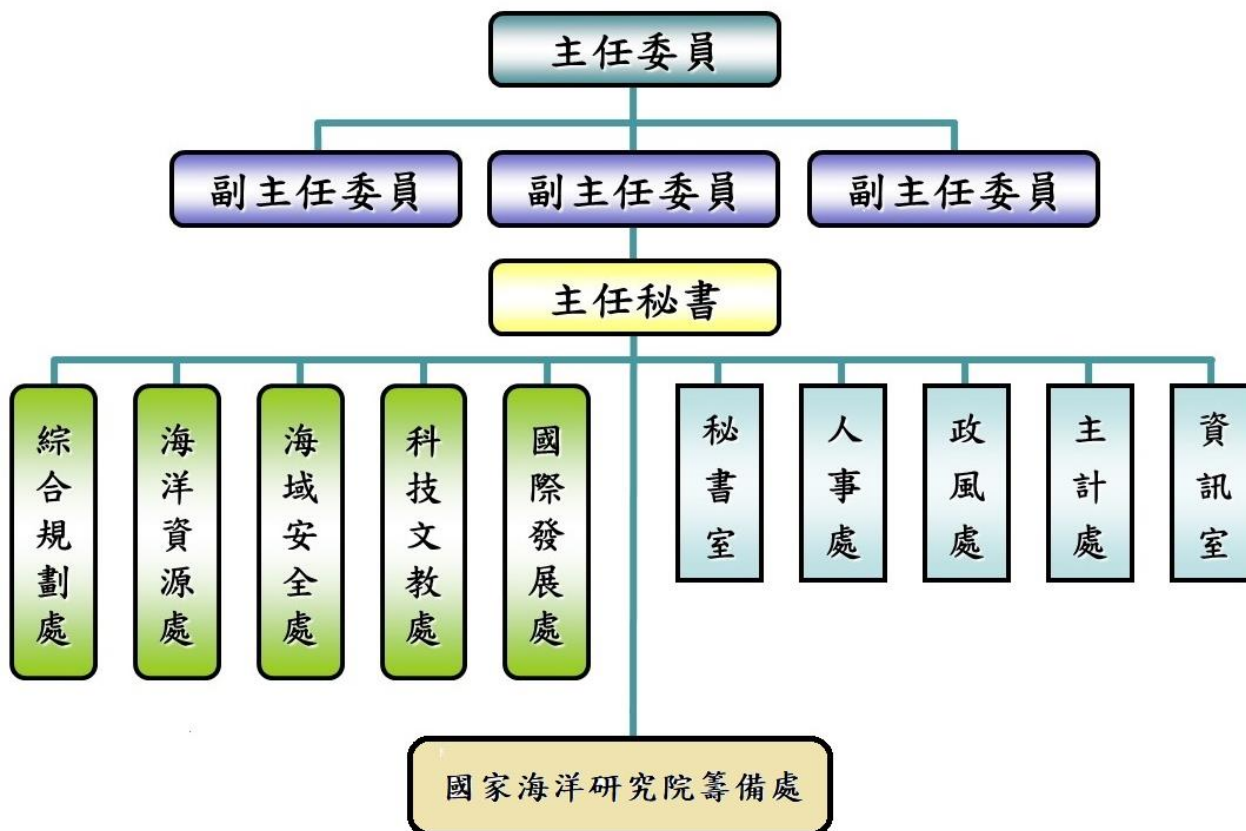 主任委員
副主任委員
副主任委員
副主任委員
主任秘書
綜合規劃處
海洋資源處
海域安全處
科技文教處
國際發展處
秘書室
人事處
政風處
主計處
資訊室
國家海洋研究院籌備處